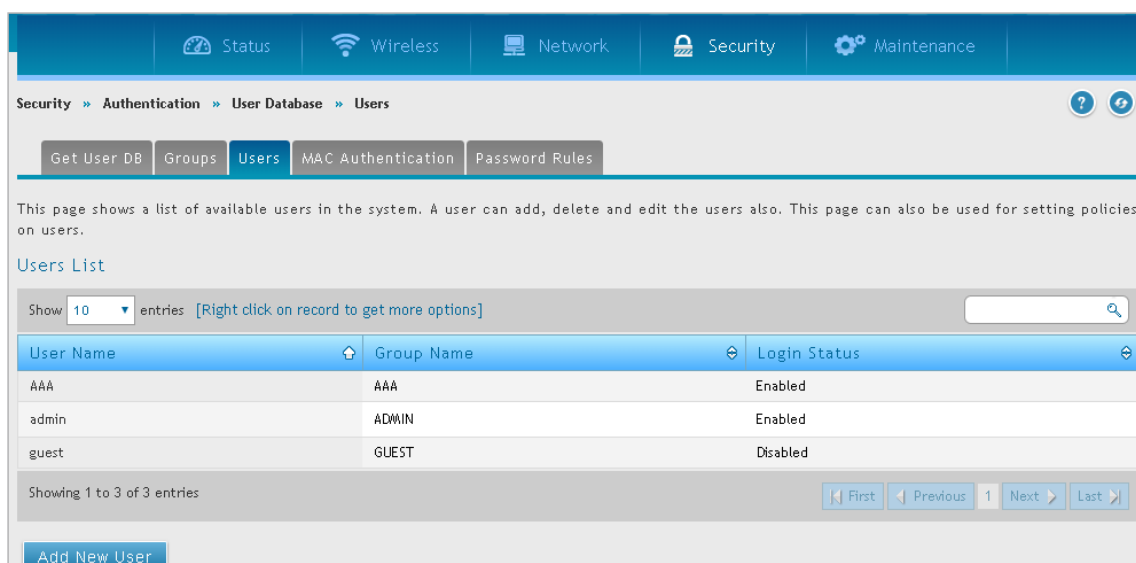 Status Wireless Network Security Maintenance
Security » Authentication » User Database » Users
Get User DB Groups Users MAC Authentication Password Rules
This page shows a list of available users in the system. A user can add, delete and edit the users also. This page can also be used for setting policies
on users.
Users List
Show 10 entries [Right click on record to get more options]
User Name Group Name Login Status
AAA AAA Enabled
admin ADMIN Enabled
guest GUEST Disabled
Showing 1 to 3 of 3 entries First Previous 1 Next Last
Add New User